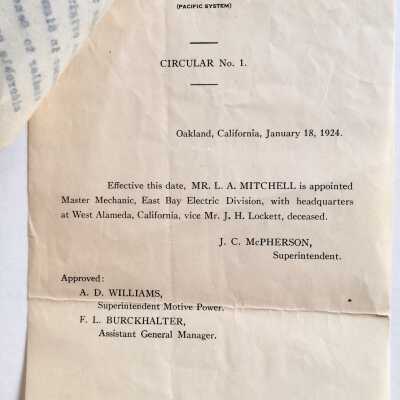 (PACIFIC SYSTEM)
CIRCULAR No. 1.
Oakland, California, January 18, 1924.
Effective this date, MR. L. A. MITCHELL is appointed
Master Mechanic, East Bay Electric Division, with headquarters
at West Alameda, California, vice Mr. J. H. Lockett, deceased.
J. C. McPHERSON,
Superintendent.
Approved:
A. D. WILLIAMS,
Superintendent Motive Power.
F. L. BURCKHALTER,
Assistant General Manager.